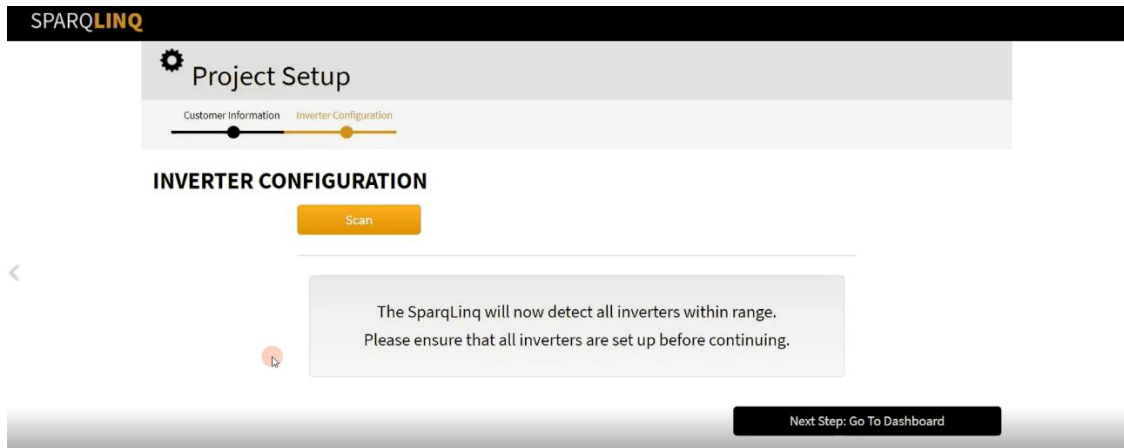 SPARQLINQ
Project Setup
Customer Information Inverter Configuration
INVERTER CONFIGURATION
Scan
The SparqLinq will now detect all inverters within range.
Please ensure that all inverters are set up before continuing.
Next Step: Go To Dashboard